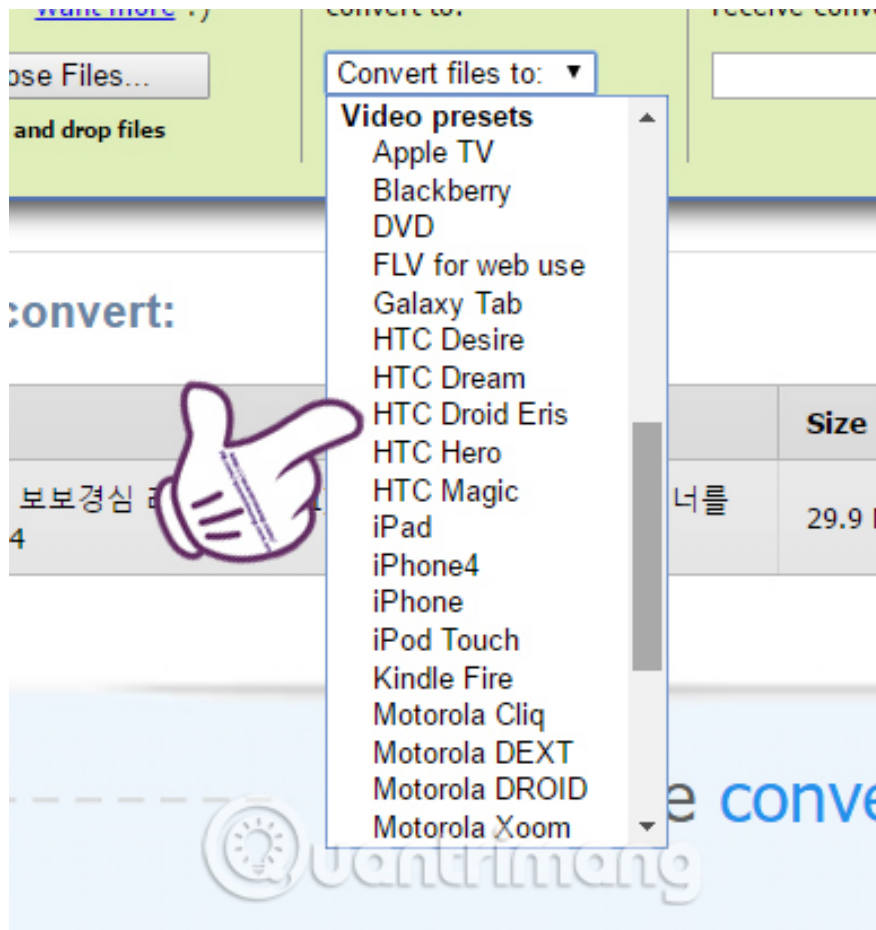 want more :)
convert to:
ose Files...
Convert files to:
and drop files
Video presets
Apple TV
Blackberry
DVD
FLV for web use
Galaxy Tab
HTC Desire
HTC Dream
HTC Droid Eris
HTC Hero
HTC Magic
iPad
iPhone4
iPhone
iPod Touch
Kindle Fire
Motorola Cliq
Motorola DEXT
Motorola DROID
Motorola Xoom
convert:
Size
보보경심
너를
4
29.9
e conve
Quantrimang